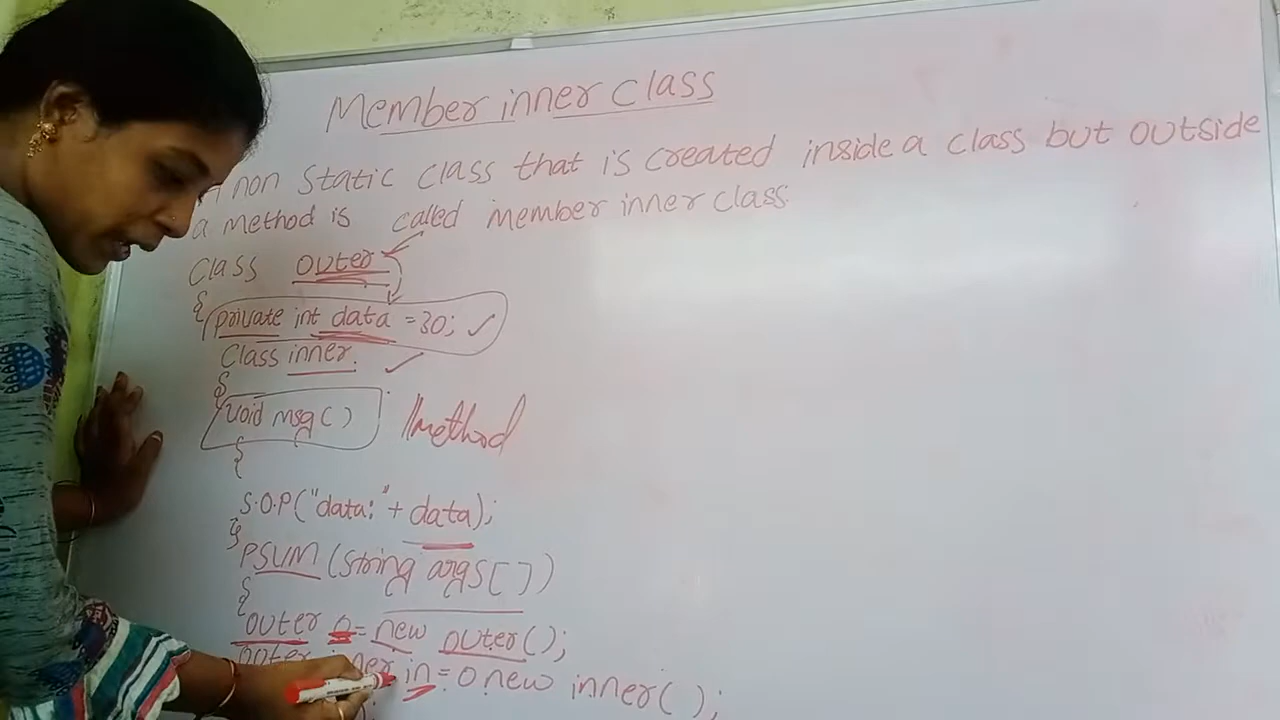 Member inner class
A non static class that is created inside a class but outside
a method is called member inner class.
Class outer
{
private int data = 30; ✓
Class inner.
{
void msg() //method
{
S.O.P("data:" + data);
}
PSVM (String args[])
{
outer o = new outer();
outer in = o new inner();